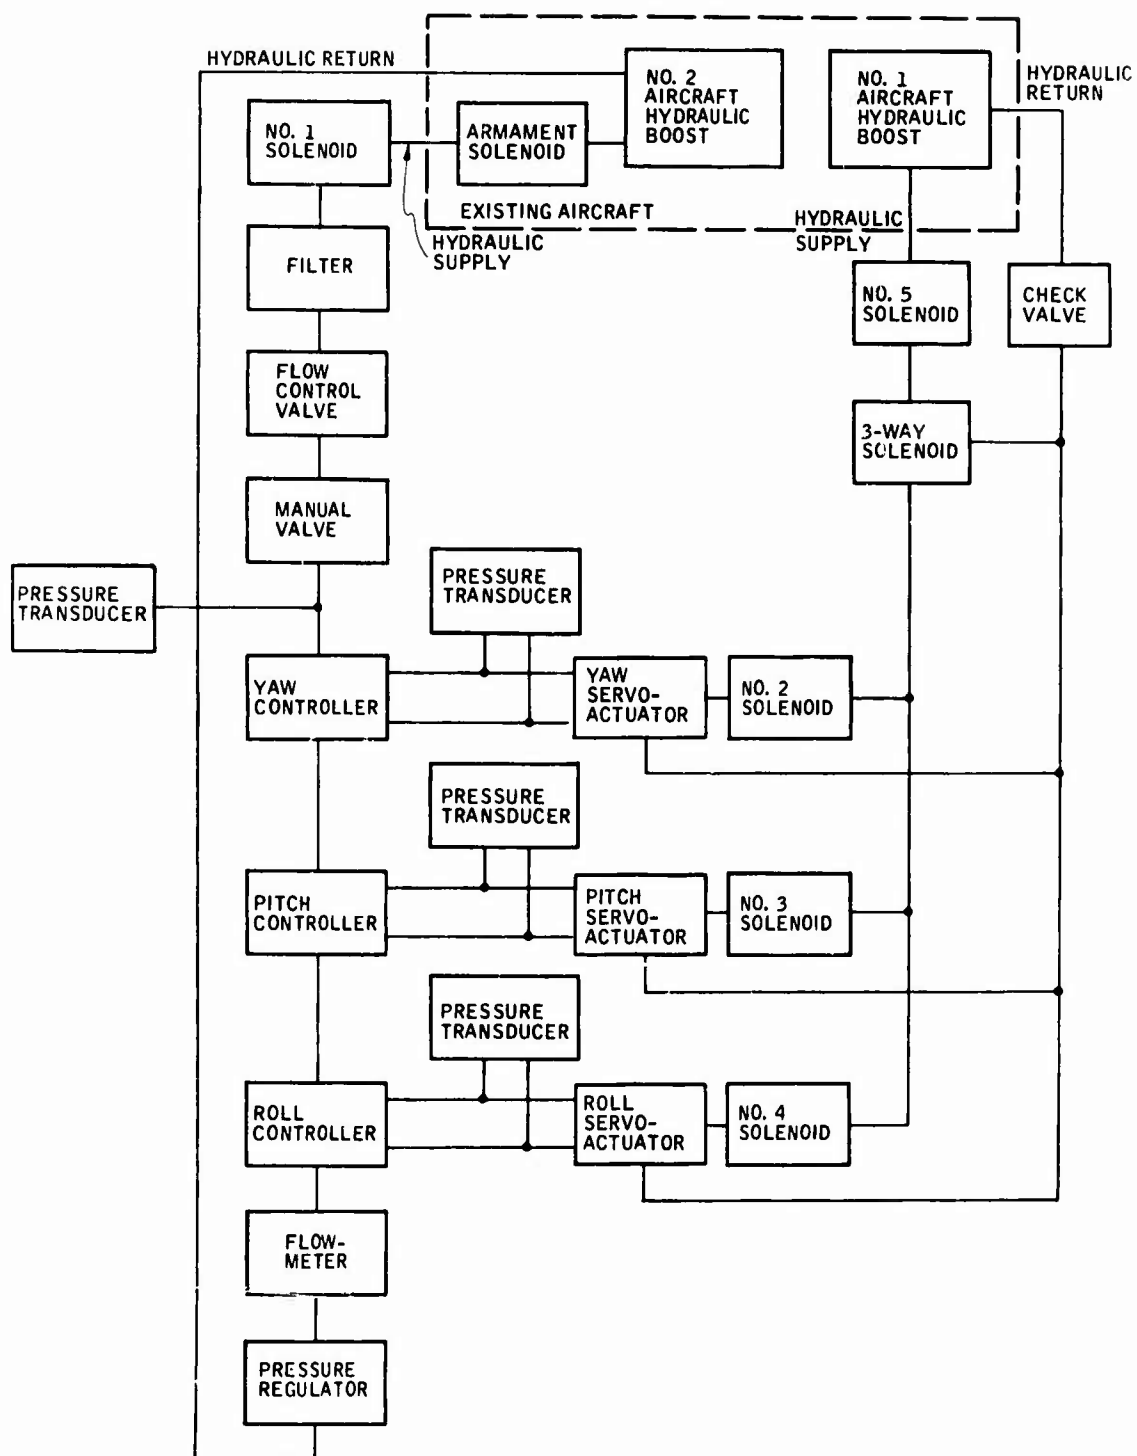 HYDRAULIC RETURN
NO. 2
AIRCRAFT
HYDRAULIC
BOOST
NO. 1
AIRCRAFT
HYDRAULIC
BOOST
HYDRAULIC
RETURN
NO. 1
SOLENOID
ARMAMENT
SOLENOID
EXISTING AIRCRAFT
HYDRAULIC
SUPPLY
HYDRAULIC
SUPPLY
FILTER
NO. 5
SOLENOID
CHECK
VALVE
FLOW
CONTROL
VALVE
3-WAY
SOLENOID
MANUAL
VALVE
PRESSURE
TRANSDUCER
PRESSURE
TRANSDUCER
YAW
CONTROLLER
YAW
SERVO-
ACTUATOR
NO. 2
SOLENOID
PRESSURE
TRANSDUCER
PITCH
CONTROLLER
PITCH
SERVO-
ACTUATOR
NO. 3
SOLENOID
PRESSURE
TRANSDUCER
ROLL
CONTROLLER
ROLL
SERVO-
ACTUATOR
NO. 4
SOLENOID
FLOW-
METER
PRESSURE
REGULATOR